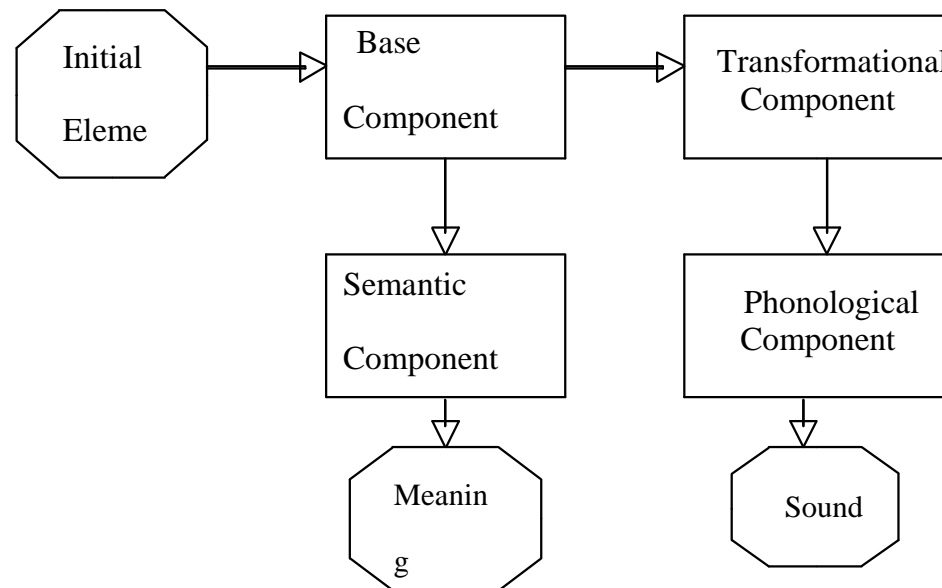 Initial
Eleme
Base
Component
Transformational
Component
Semantic
Component
Phonological
Component
Meanin
g
Sound